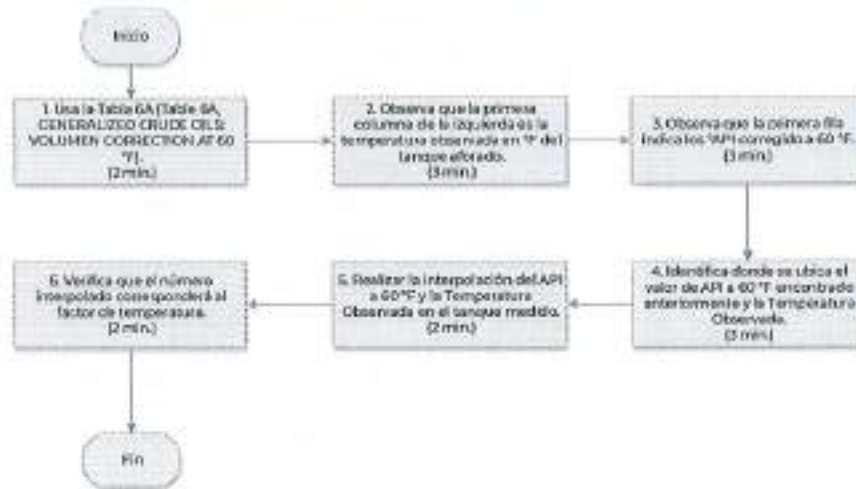 Inicio
1. Usa la Tabla 6A (Table 6A,
GENERALIZED CRUDE OILS:
VOLUMEN CORRECTION AT 60
°F).
(2 min.)
2. Observa que la primera
columna de la izquierda es la
temperatura observada en °F del
tanque aforado.
(3 min.)
3. Observa que la primera fila
indica los °API corregido a 60 °F.
(3 min.)
4. Identifica donde se ubica el
valor de API a 60 °F encontrado
anteriormente y la Temperatura
Observada.
(3 min.)
5. Realizar la interpolación del API
a 60 °F y la Temperatura
Observada en el tanque medido.
(2 min.)
6. Verifica que el número
interpolado corresponderá al
factor de temperatura.
(2 min.)
Fin